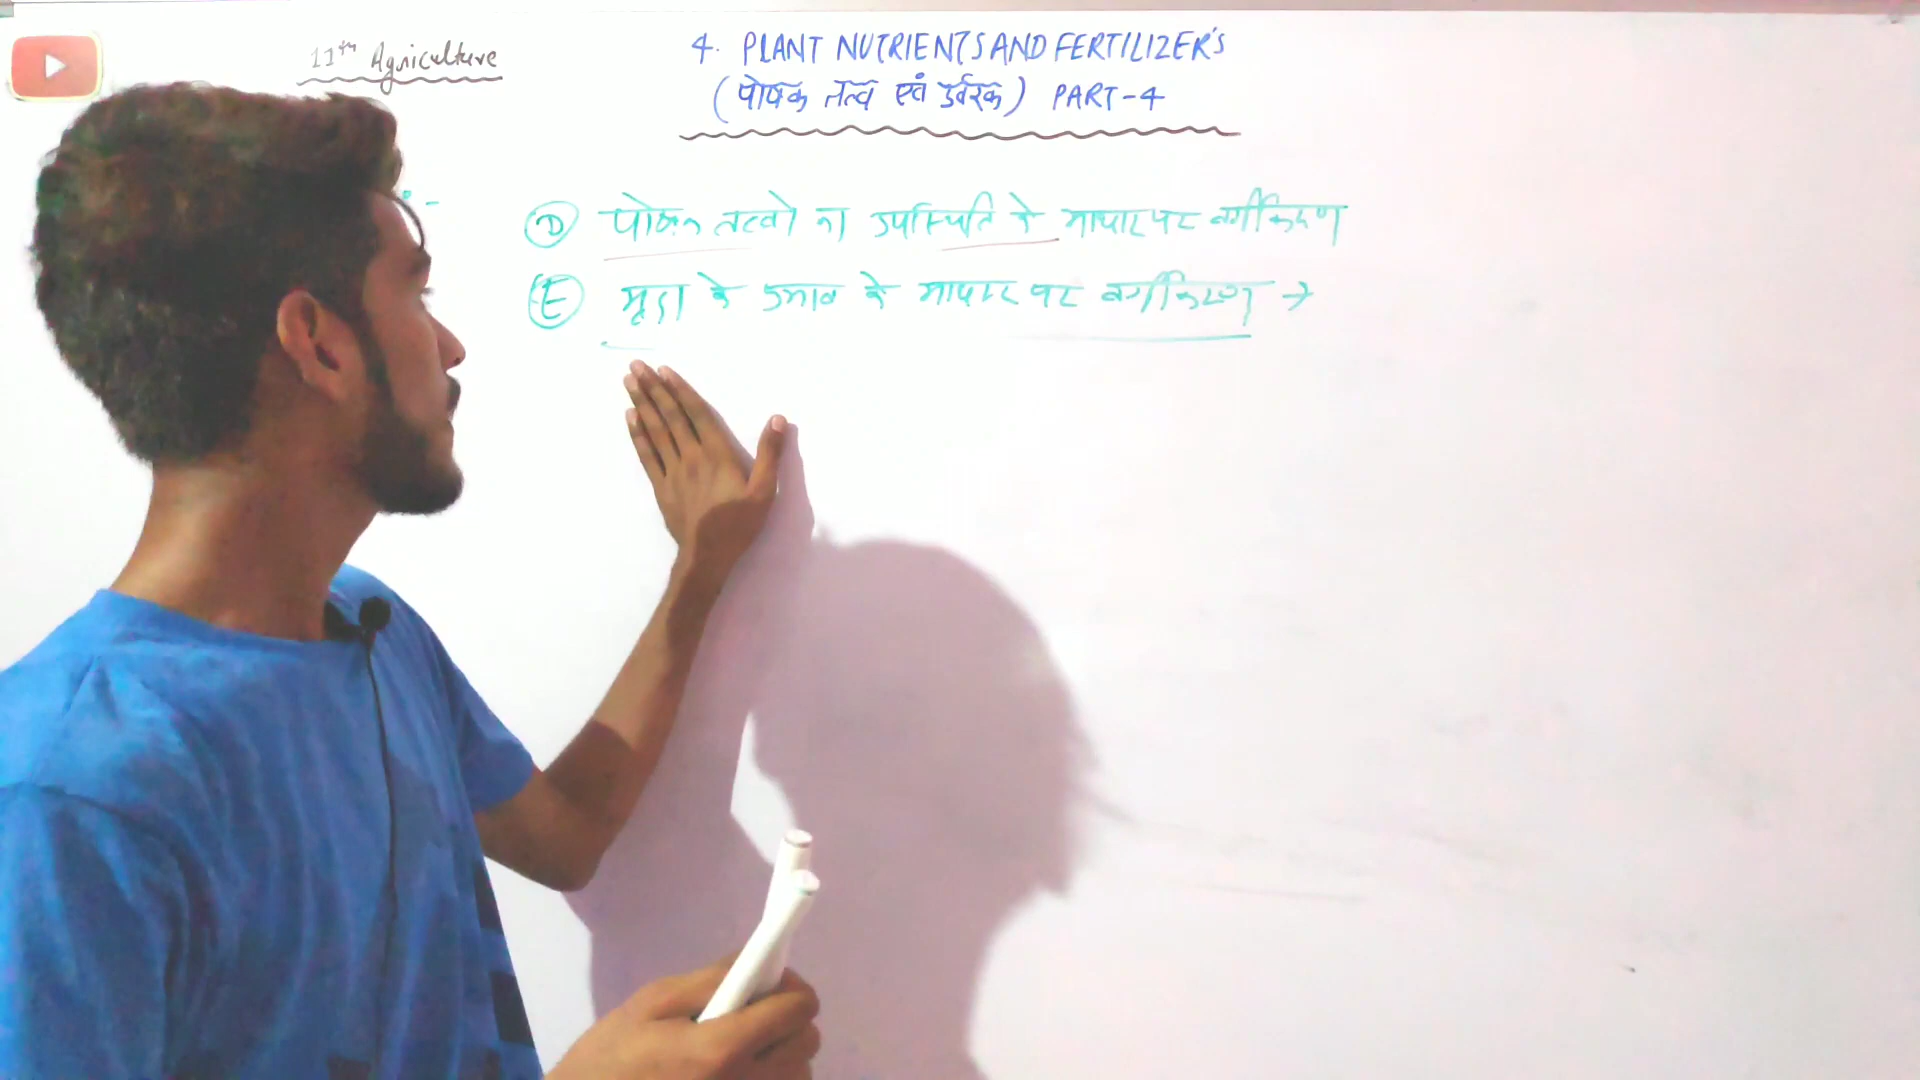 11th Agriculture
4. PLANT NUTRIENTS AND FERTILIZER'S
(पोषक तत्व एवं उर्वरक) PART-4
D पोषक तत्वो का उपस्थिति के आधार पर वर्गीकरण
E मृदा के प्रभाव के आधार पर वर्गीकरण →